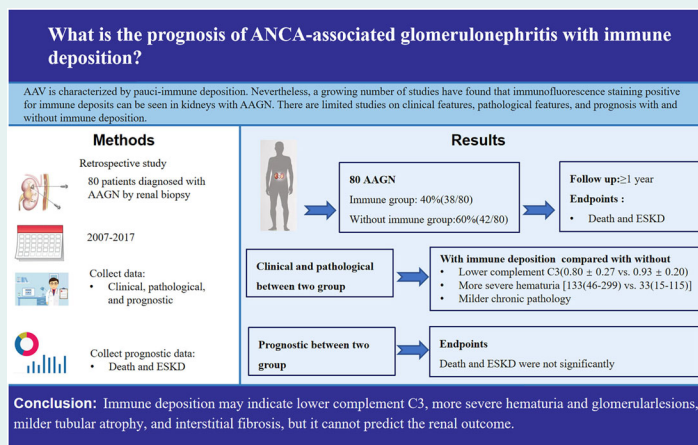 What is the prognosis of ANCA-associated glomerulonephritis with immune
deposition?
AAV is characterized by pauci-immune deposition. Nevertheless, a growing number of studies have found that immunofluorescence staining positive
for immune deposits can be seen in kidneys with AAGN. There are limited studies on clinical features, pathological features, and prognosis with and
without immune deposition.
Methods
Retrospective study
80 patients diagnosed with
AAGN by renal biopsy
2007-2017
Collect data:
• Clinical, pathological,
and prognostic
Collect prognostic data:
• Death and ESKD
Results
80 AAGN
Immune group: 40%(38/80)
Without immune group:60%(42/80)
Follow up:≥1 year
Endpoints :
• Death and ESKD
Clinical and pathological
between two group
With immune deposition compared with without
• Lower complement C3(0.80 ± 0.27 vs. 0.93 ± 0.20)
• More severe hematuria [133(46-299) vs. 33(15-115)]
• Milder chronic pathology
Prognostic between two
group
Endpoints
Death and ESKD were not significantly
Conclusion: Immune deposition may indicate lower complement C3, more severe hematuria and glomerularlesions,
milder tubular atrophy, and interstitial fibrosis, but it cannot predict the renal outcome.